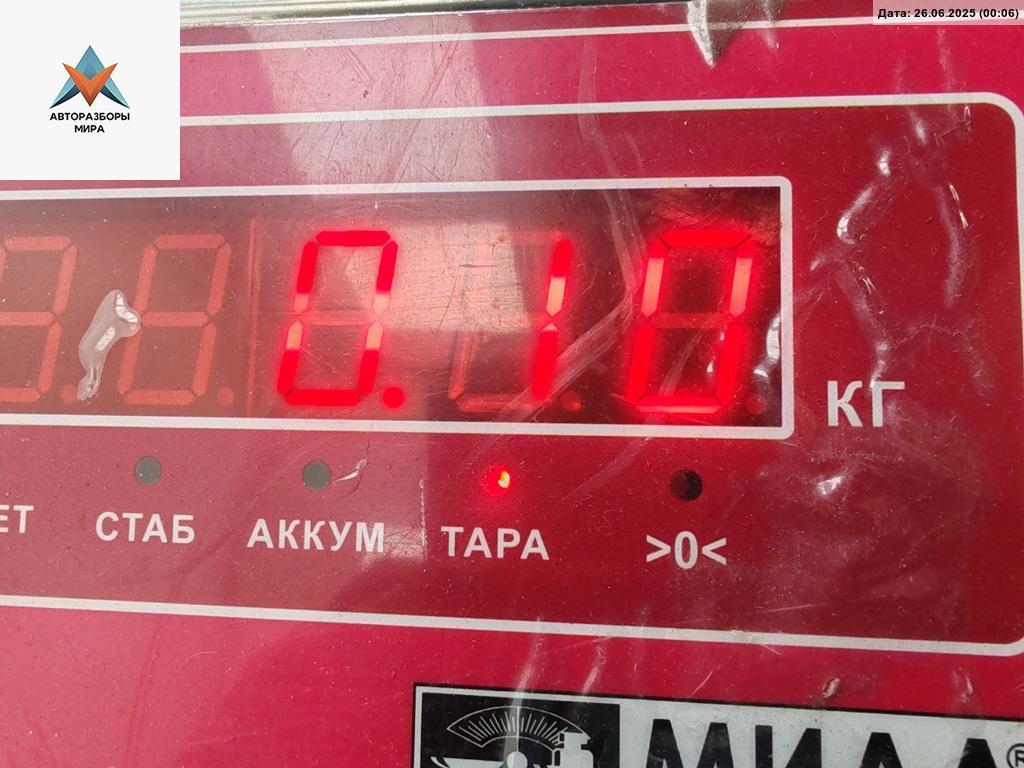 Дата: 26.06.2025 (00:06)
АВТОРАЗБОРЫ
МИРА
0.10
КГ
СТАБ
АККУМ
ТАРА
>0<